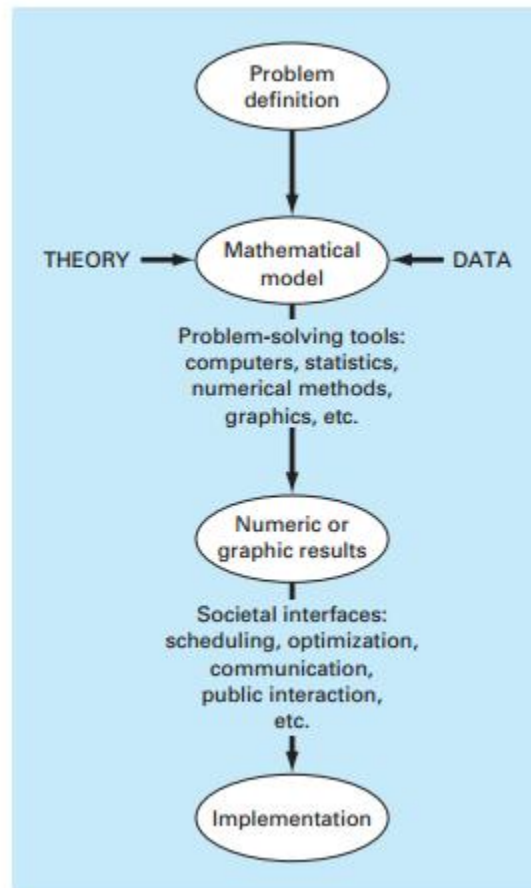 Problem
definition
THEORY
Mathematical
model
DATA
Problem-solving tools:
computers, statistics,
numerical methods,
graphics, etc.
Numeric or
graphic results
Societal interfaces:
scheduling, optimization,
communication,
public interaction,
etc.
Implementation